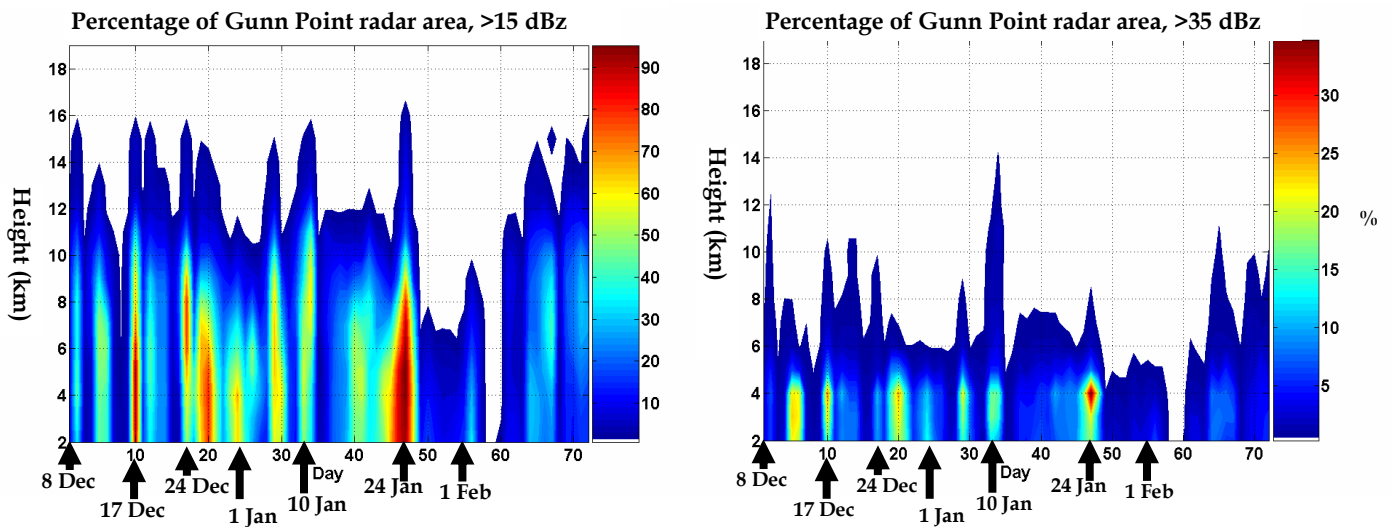 Percentage of Gunn Point radar area, >15 dBz
18
16
14
12
10
8
6
4
2
Height (km)
10
20
30
40
50
60
70
Day
90
80
70
60
50
40
30
20
10
8 Dec
17 Dec
24 Dec
1 Jan
10 Jan
24 Jan
1 Feb
Percentage of Gunn Point radar area, >35 dBz
18
16
14
12
10
8
6
4
2
Height (km)
10
20
30
40
50
60
70
Day
30
25
20
15
10
5
%
8 Dec
17 Dec
24 Dec
1 Jan
10 Jan
24 Jan
1 Feb